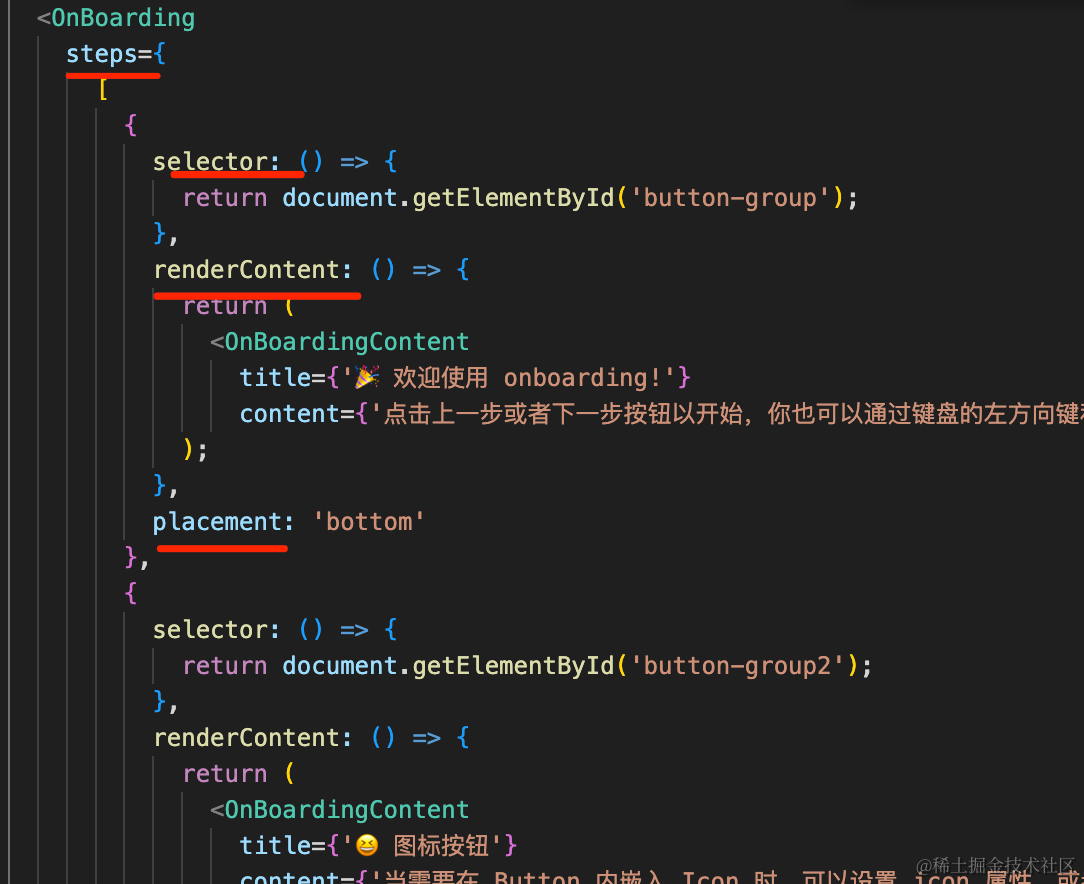 <OnBoarding
steps={
[
{
selector: () => {
return document.getElementById('button-group');
},
renderContent: () => {
return (
<OnBoardingContent
title={'🎉 欢迎使用 onboarding!'}
content={'点击上一步或者下一步按钮以开始，你也可以通过键盘的左方向键
);
},
placement: 'bottom'
},
{
selector: () => {
return document.getElementById('button-group2');
},
renderContent: () => {
return (
<OnBoardingContent
title={'😆 图标按钮'}
content={'当需要在 Button 内嵌入 Icon 时，可以设置 icon 属性，或
@稀土掘金技术社区